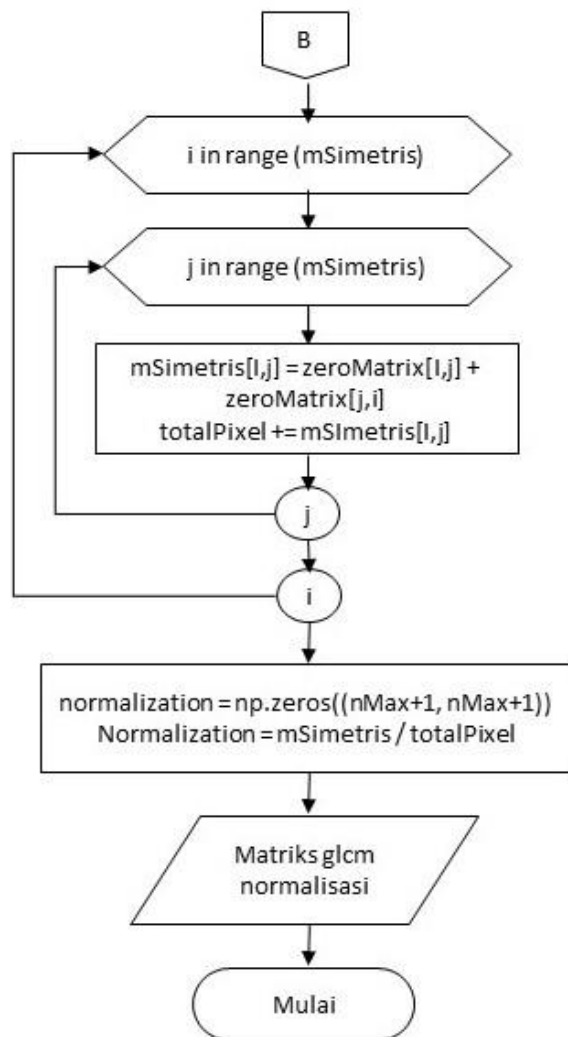 B
i in range (mSimetris)
j in range (mSimetris)
mSimetris[I,j] = zeroMatrix[I,j] +
zeroMatrix[j,i]
totalPixel += mSImetris[I,j]
j
i
normalization = np.zeros((nMax+1, nMax+1))
Normalization = mSimetris / totalPixel
Matriks glcm
normalisasi
Mulai